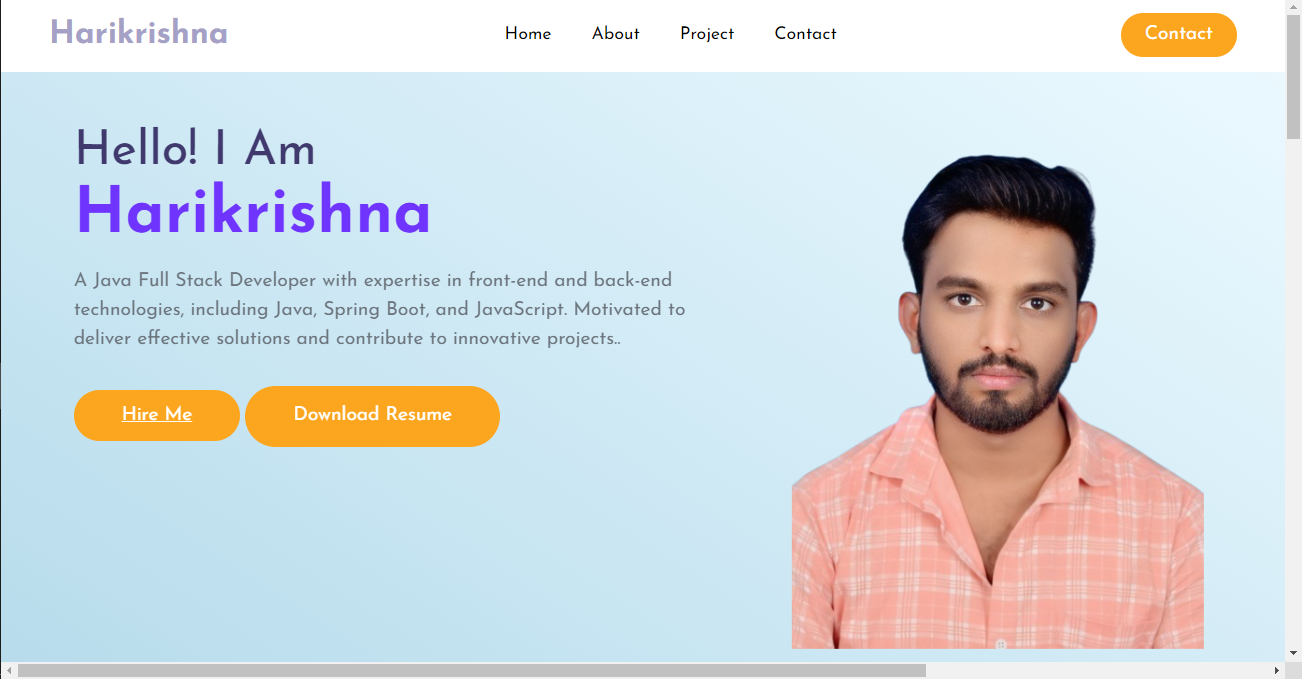 Harikrishna
Home About Project Contact
Contact
Hello! I Am
Harikrishna
A Java Full Stack Developer with expertise in front-end and back-end
technologies, including Java, Spring Boot, and JavaScript. Motivated to
deliver effective solutions and contribute to innovative projects..
Hire Me
Download Resume